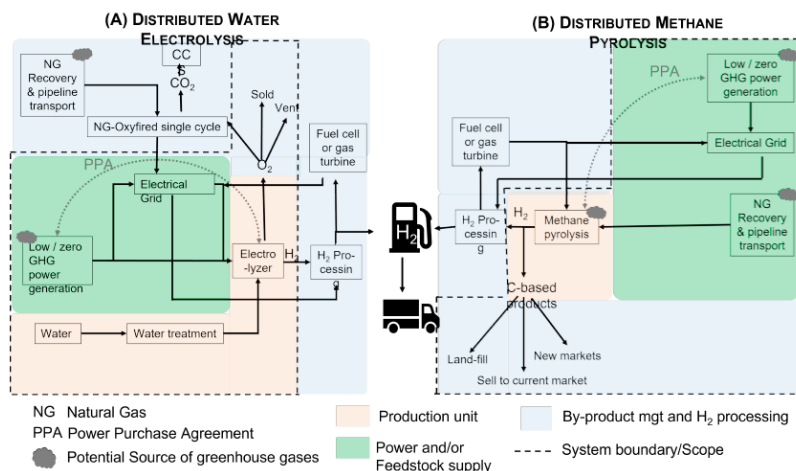 (A) DISTRIBUTED WATER
ELECTROLYSIS
CC
S
CO2
NG
Recovery
& pipeline
transport
Sold
Vent
NG-Oxyfired single cycle
Fuel cell
or gas
turbine
O2
PPA
Electrical
Grid
Low / zero
GHG
power
generation
Electro
-lyzer
H2
H2 Pro-
cessin
g
Water
Water treatment
H2
(B) DISTRIBUTED METHANE
PYROLYSIS
PPA
Low / zero
GHG power
generation
Fuel cell
or gas
turbine
Electrical Grid
H2 Pro-
cessin
g
H2
Methane
pyrolysis
NG
Recovery &
pipeline
transport
C-based
products
Land-fill
New markets
Sell to current market
NG Natural Gas
PPA Power Purchase Agreement
Potential Source of greenhouse gases
Production unit
Power and/or
Feedstock supply
By-product mgt and H2 processing
System boundary/Scope